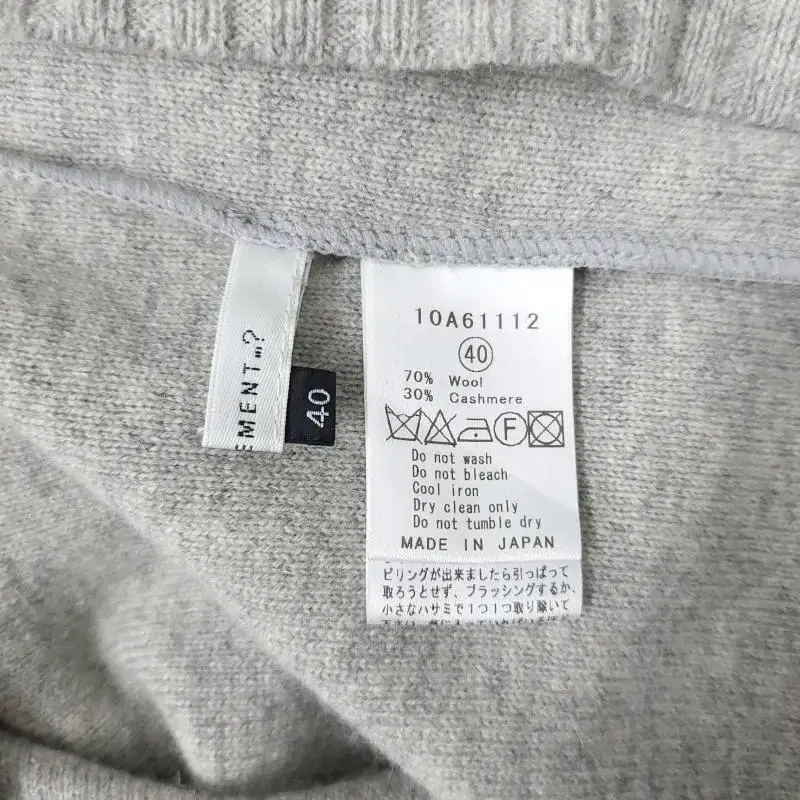 EMENT…?
40
10A61112
40
70% Wool
30% Cashmere
F
Do not wash
Do not bleach
Cool iron
Dry clean only
Do not tumble dry
MADE IN JAPAN
ピリングが出来ましたら引っぱって
取ろうとせず、ブラッシングするか、
小さなハサミで1つ1つ取り除いて